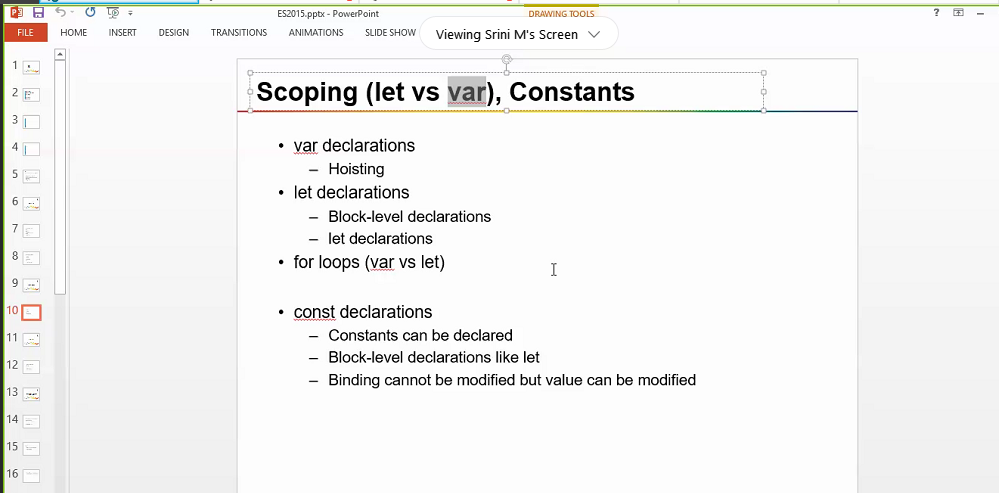 ES2015.pptx - PowerPoint
DRAWING TOOLS
?
FILE HOME INSERT DESIGN TRANSITIONS ANIMATIONS SLIDE SHOW
Viewing Srini M's Screen
1
2
3
4
5
6
7
8
9
10
11
12
13
14
15
16
Scoping (let vs var), Constants
• var declarations
– Hoisting
• let declarations
– Block-level declarations
– let declarations
• for loops (var vs let)
• const declarations
– Constants can be declared
– Block-level declarations like let
– Binding cannot be modified but value can be modified